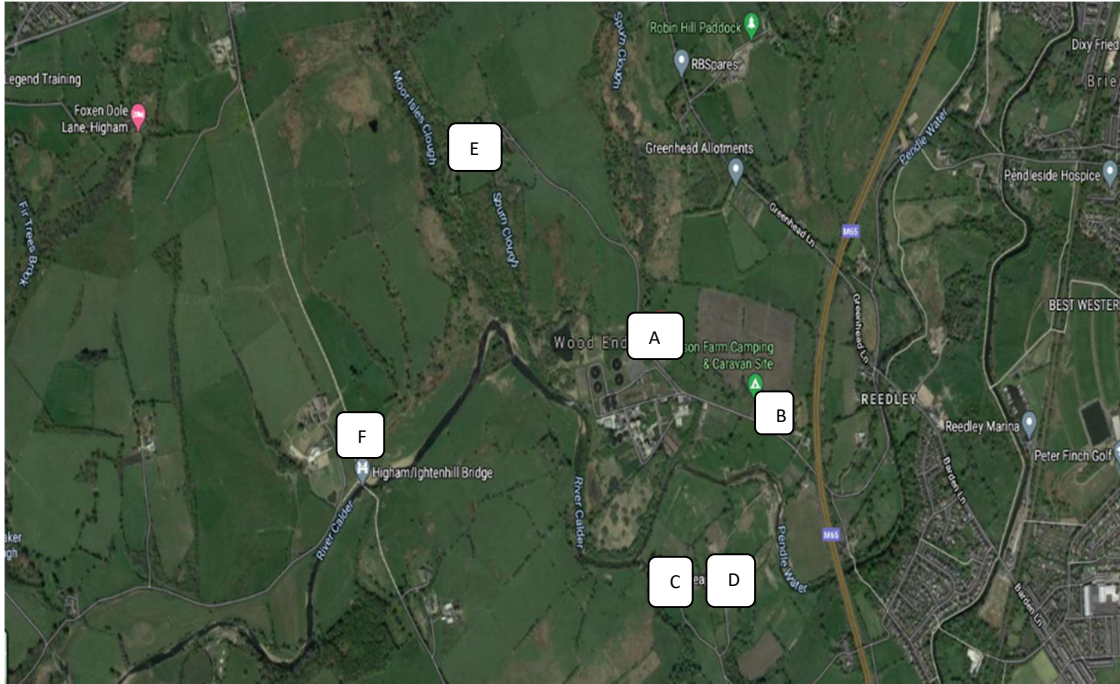 Robin Hill Paddock
RBSpares
Dixy Fried
Brie
Legend Training
Foxen Dole
Lane, Higham
Moor Isles Clough
Spurn Clough
E
Greenhead Allotments
Pendle Water
Pendleside Hospice
Fir Trees Brook
Spurn Clough
Greenhead Ln
M65
Greenhead Ln
BEST WESTER
Wood End
A
son Farm Camping
& Caravan Site
B
REEDLEY
Reedley Marina
Peter Finch Golf
F
Higham/Ightenhill Bridge
River Calder
River Calder
Barden Ln
M65
Pendle Water
C
D
Barden Ln